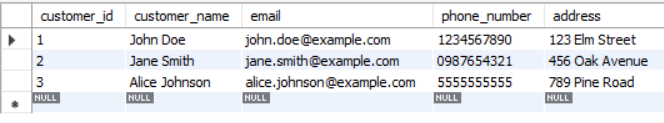 customer_id customer_name email phone_number address
1 John Doe john.doe@example.com 1234567890 123 Elm Street
2 Jane Smith jane.smith@example.com 0987654321 456 Oak Avenue
3 Alice Johnson alice.johnson@example.com 5555555555 789 Pine Road
NULL NULL NULL NULL NULL